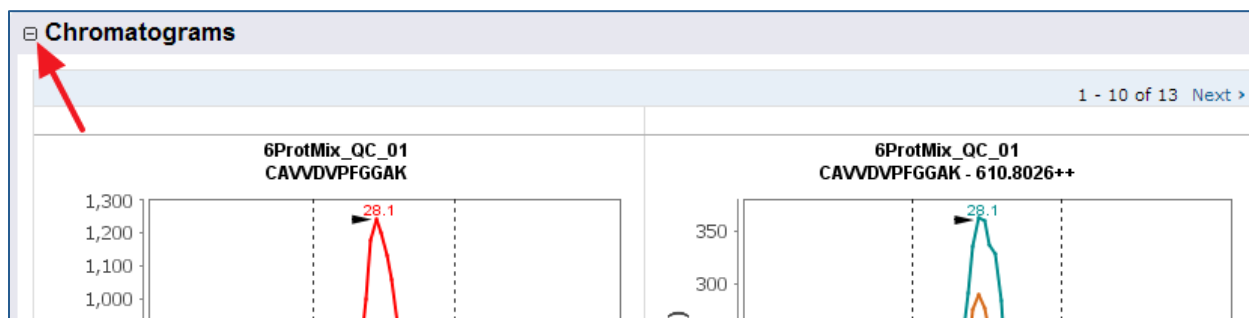 Chromatograms
1 - 10 of 13 Next >
6ProtMix_QC_01
CAVVDVPFGGAK
1,300
28.1
1,200
1,100
1,000
6ProtMix_QC_01
CAVVDVPFGGAK - 610.8026++
28.1
350
300